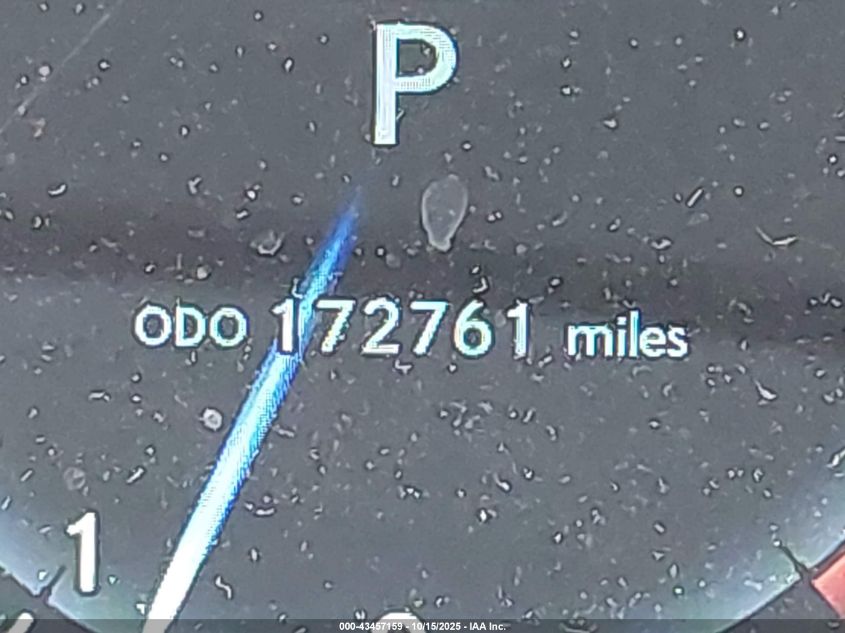 P
ODO 172761 miles
1
000-43457159 - 10/15/2025 - IAA Inc.